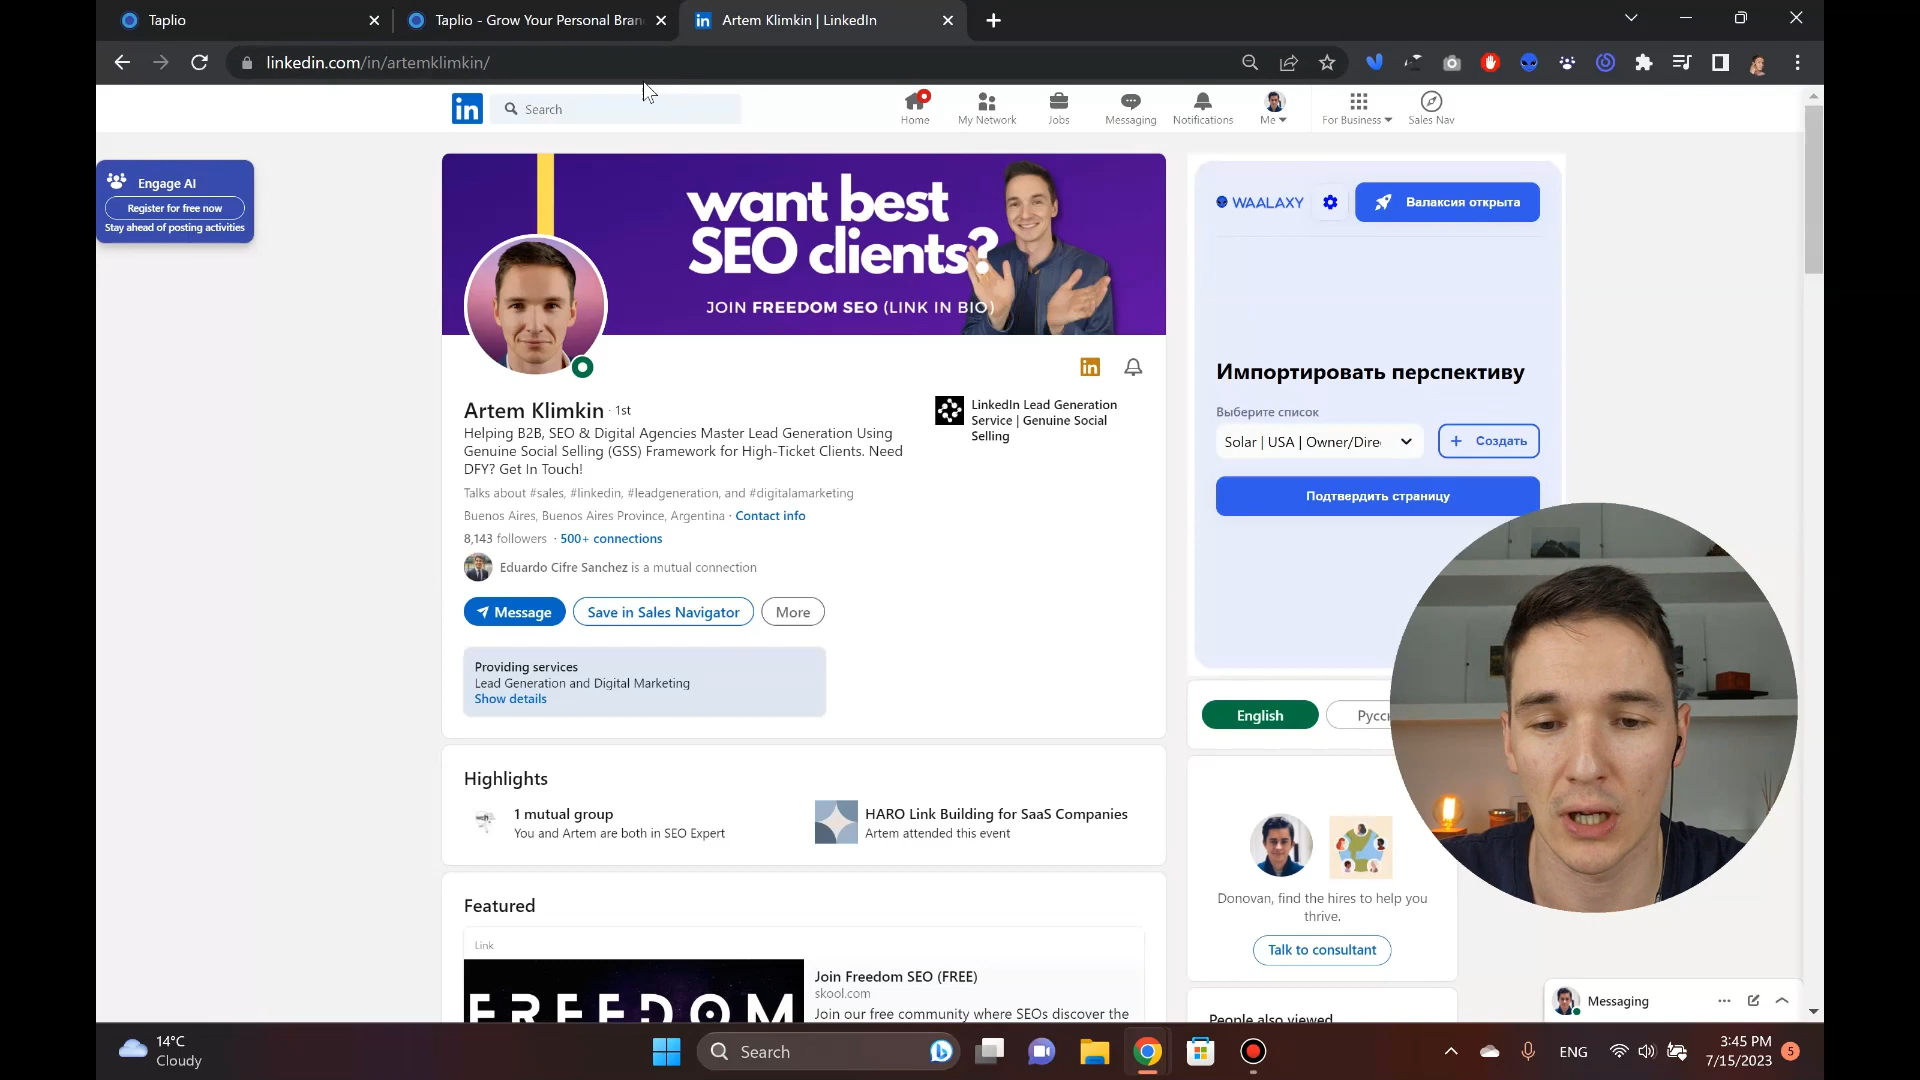 Taplio
Taplio - Grow Your Personal Bran
Artem Klimkin | LinkedIn
linkedin.com/in/artemklimkin/
in
Search
Home
My Network
Jobs
Messaging
Notifications
Me
For Business
Sales Nav
Engage AI
Register for free now
Stay ahead of posting activities
want best
SEO clients?
JOIN FREEDOM SEO (LINK IN BIO)
Artem Klimkin · 1st
Helping B2B, SEO & Digital Agencies Master Lead Generation Using
Genuine Social Selling (GSS) Framework for High-Ticket Clients. Need
DFY? Get In Touch!
Talks about #sales, #linkedin, #leadgeneration, and #digitalamarketing
Buenos Aires, Buenos Aires Province, Argentina · Contact info
8,143 followers · 500+ connections
Eduardo Cifre Sanchez is a mutual connection
Message
Save in Sales Navigator
More
in
LinkedIn Lead Generation
Service | Genuine Social
Selling
Providing services
Lead Generation and Digital Marketing
Show details
Highlights
1 mutual group
You and Artem are both in SEO Expert
HARO Link Building for SaaS Companies
Artem attended this event
Featured
Link
FREEDOM
Join Freedom SEO (FREE)
skool.com
Join our free community where SEOs discover the
WAALAXY
Валаксия открыта
Импортировать перспективу
Выберите список
Solar | USA | Owner/Dire
+ Создать
Подтвердить страницу
English
Русс
Donovan, find the hires to help you
thrive.
Talk to consultant
People also viewed
Messaging
14°C
Cloudy
Search
ENG
3:45 PM
7/15/2023
5